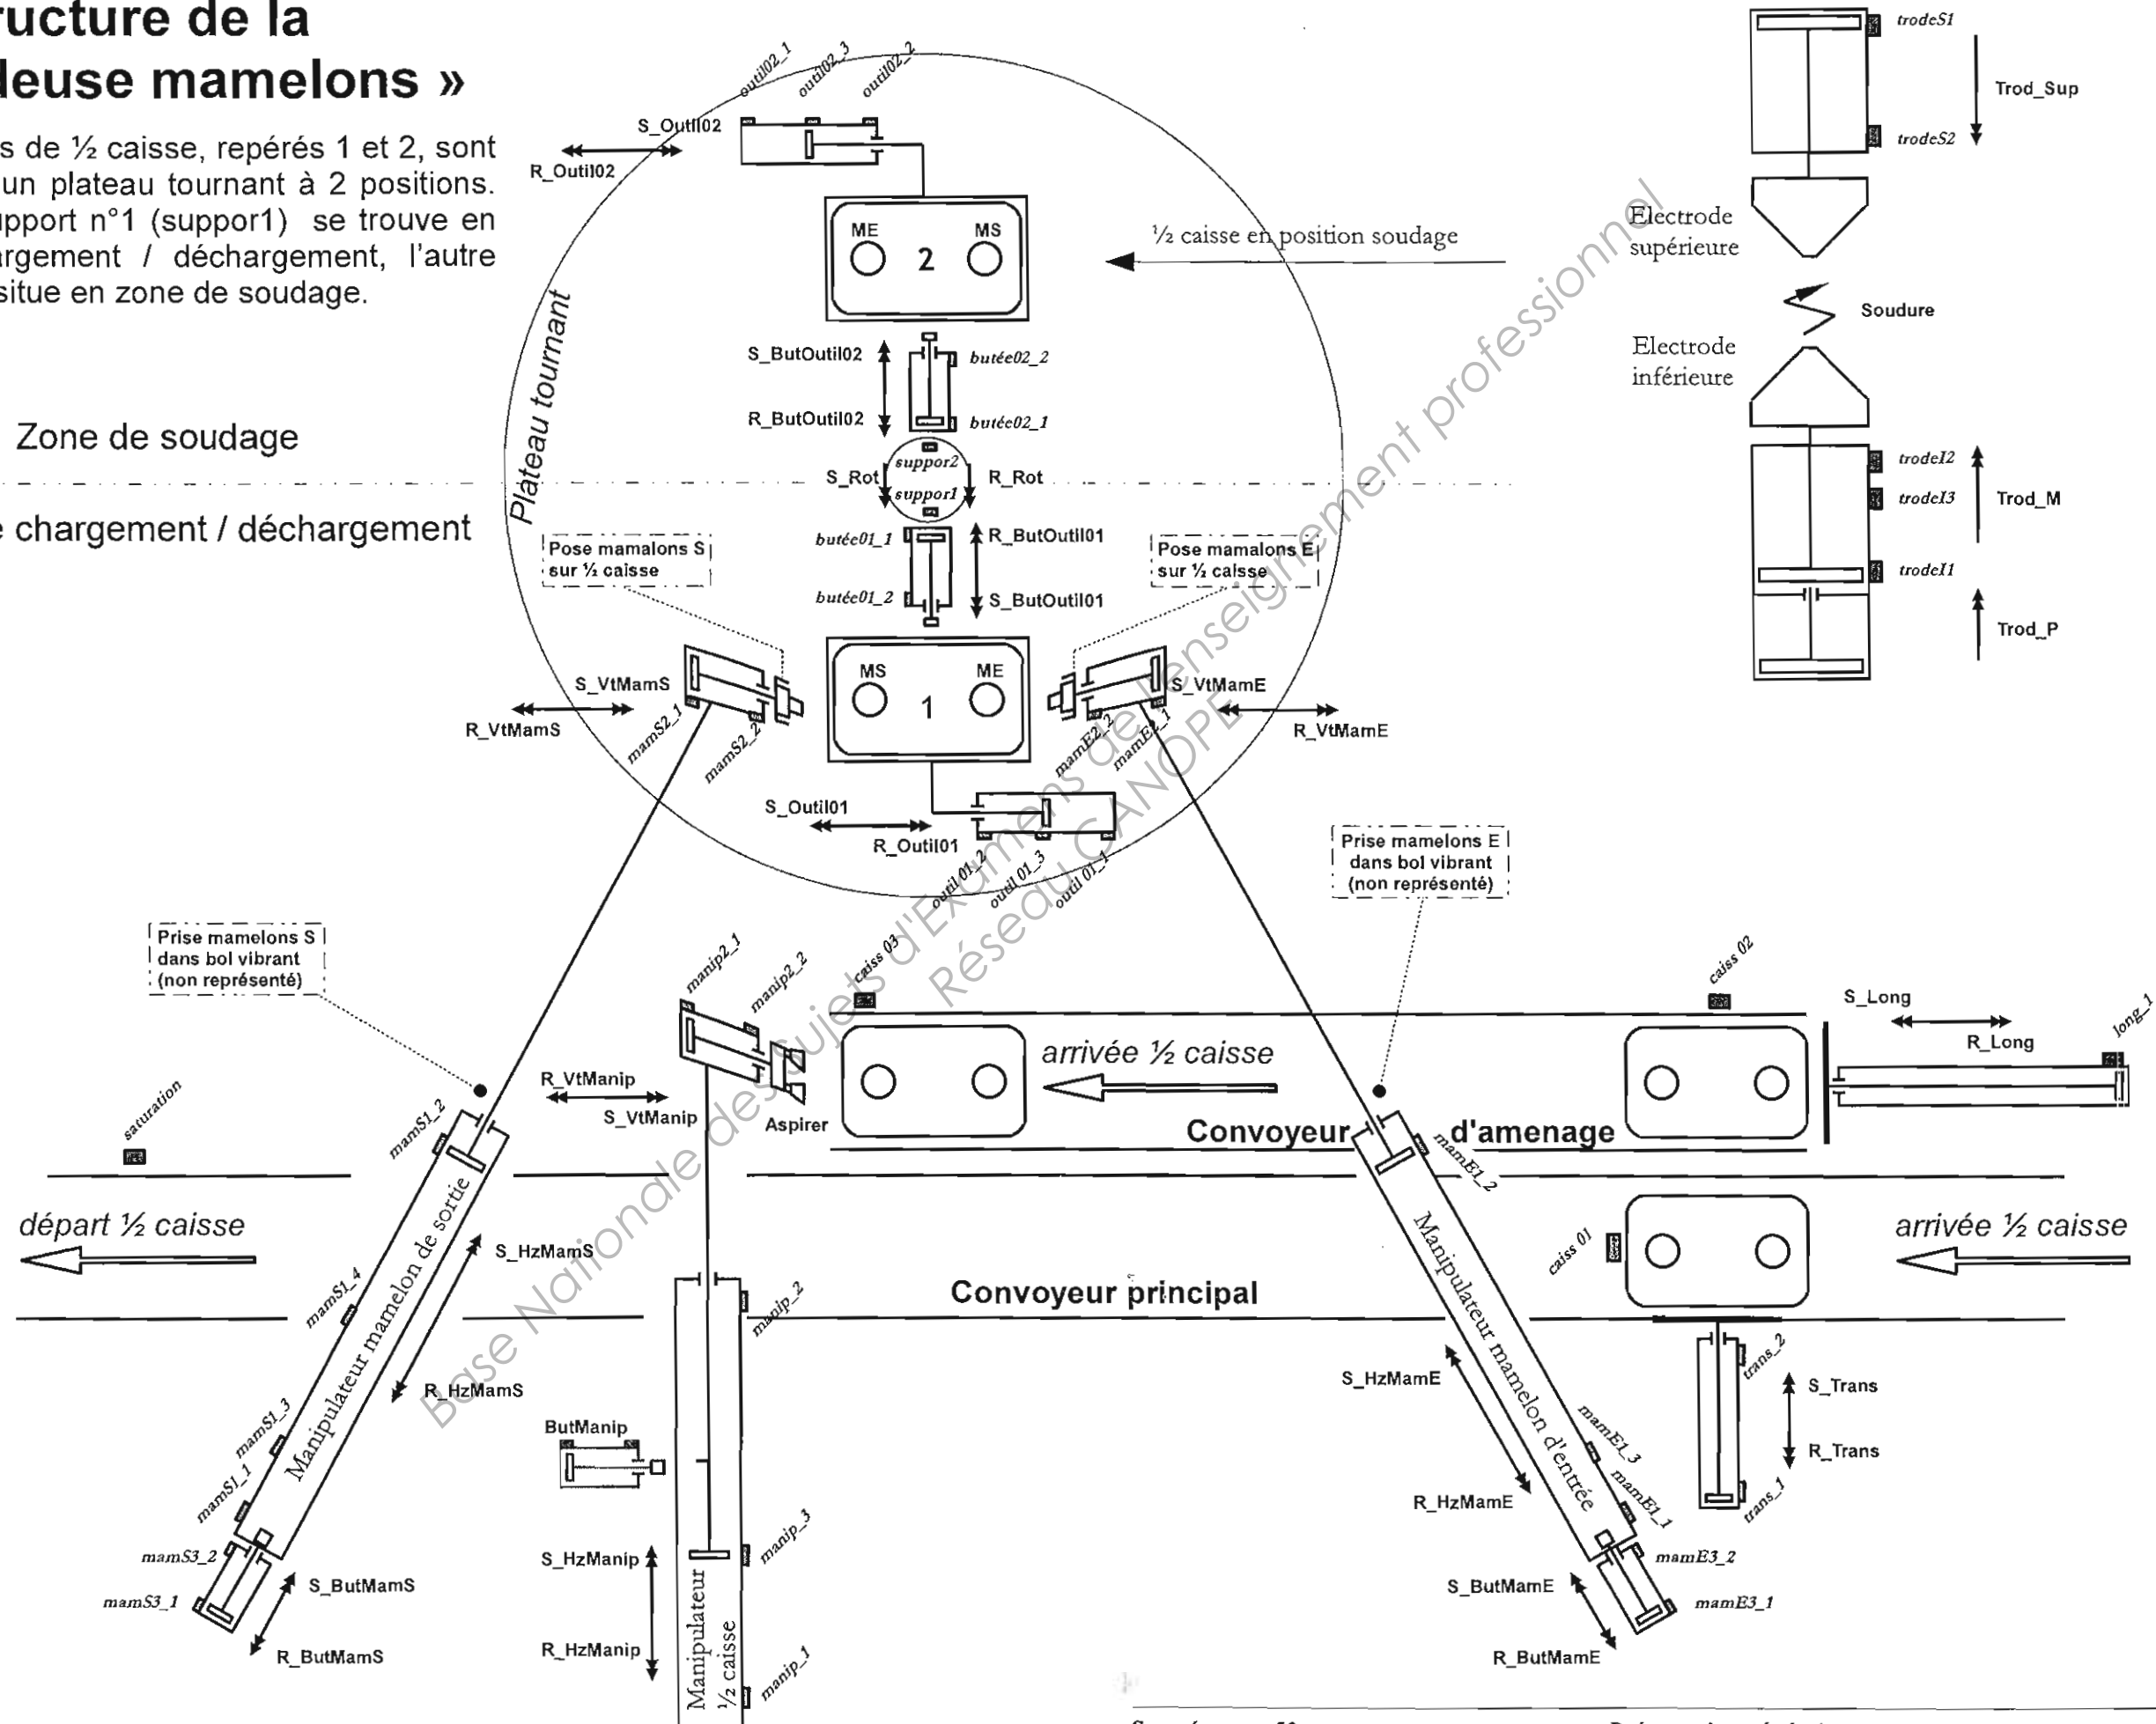 ructure de la
deuse mamelons »
s de ½ caisse, repérés 1 et 2, sont
un plateau tournant à 2 positions.
upport n°1 (suppor1) se trouve en
argement / déchargement, l'autre
situe en zone de soudage.
Zone de soudage
e chargement / déchargement
Plateau tournant
outil02_1
outil02_3
outil02_2
S_Outil02
R_Outil02
ME
MS
2
½ caisse en position soudage
S_ButOutil02
R_ButOutil02
butée02_2
butée02_1
suppor2
suppor1
S_Rot
R_Rot
butée01_1
butée01_2
R_ButOutil01
S_ButOutil01
Pose mamalons S
sur ½ caisse
Pose mamalons E
sur ½ caisse
MS
ME
1
S_VtMamS
R_VtMamS
mamS2_1
mamS2_2
S_VtMamE
R_VtMamE
mamE2_2
mamE2_1
S_Outil01
R_Outil01
outil 01_2
outil 01_3
outil 01_1
trodeS1
trodeS2
Trod_Sup
Electrode
supérieure
Soudure
Electrode
inférieure
trodeI2
trodeI3
trodeI1
Trod_M
Trod_P
Prise mamelons S
dans bol vibrant
(non représenté)
Prise mamelons E
dans bol vibrant
(non représenté)
manip2_1
manip2_2
caiss 03
caiss 02
S_Long
R_Long
long_1
R_VtManip
S_VtManip
Aspirer
arrivée ½ caisse
Convoyeur d'amenage
saturation
départ ½ caisse
mamS1_2
mamS1_4
mamS1_3
mamS1_1
Manipulateur mamelon de sortie
S_HzMamS
R_HzMamS
mamS3_2
mamS3_1
S_ButMamS
R_ButMamS
Convoyeur principal
manip_2
manip_3
manip_1
ButManip
S_HzManip
R_HzManip
Manipulateur
½ caisse
mamE1_2
mamE1_3
mamE1_1
Manipulateur mamelon d'entrée
S_HzMamE
R_HzMamE
mamE3_2
mamE3_1
S_ButMamE
R_ButMamE
caiss 01
arrivée ½ caisse
trans_2
trans_1
S_Trans
R_Trans
Base Nationale des Sujets d'Examens de l'enseignement professionnel
Réseau CANOPE